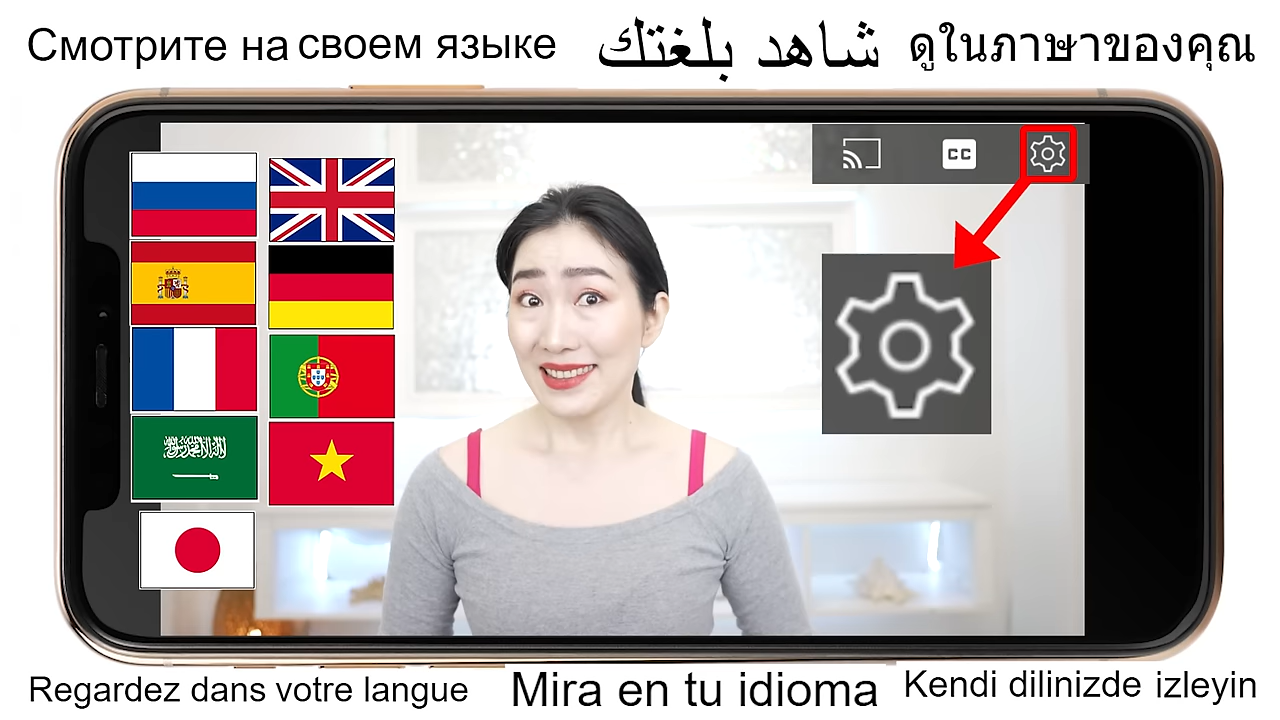 Смотрите на своем языке
شاهد بلغتك
ดูในภาษาของคุณ
CC
Regardez dans votre langue
Mira en tu idioma
Kendi dilinizde izleyin